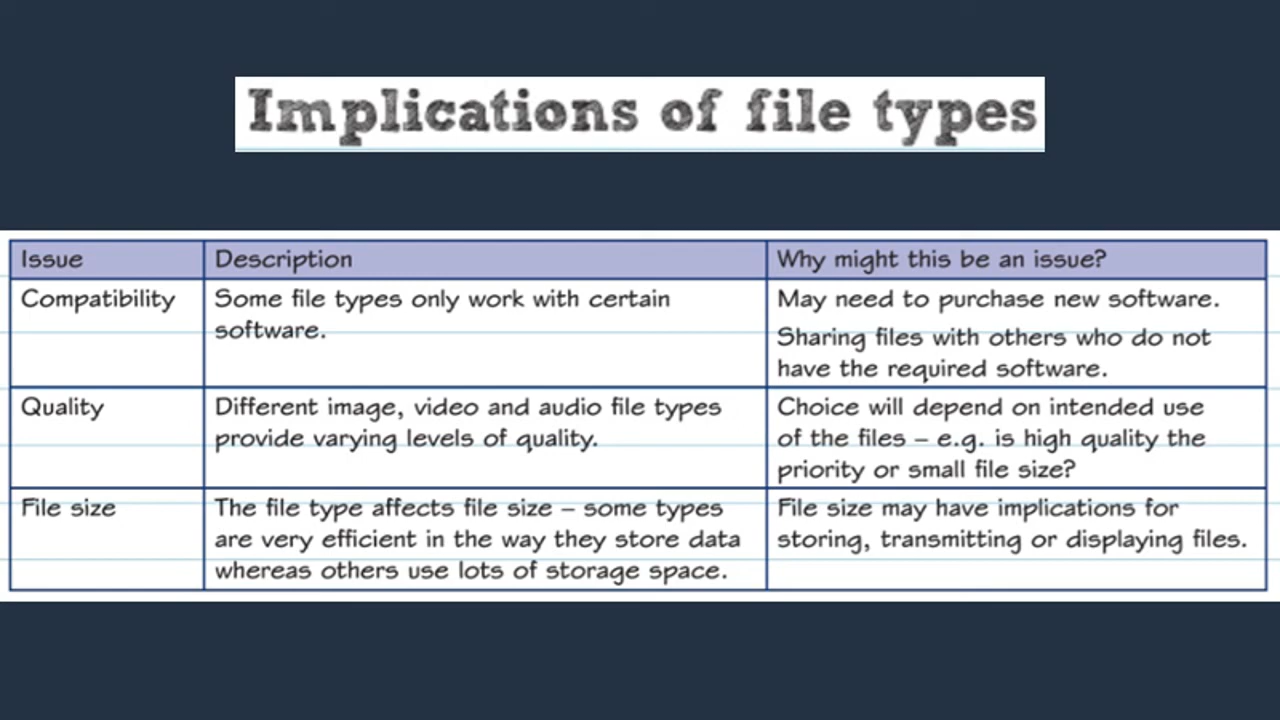 Implications of file types
Issue
Description
Why might this be an issue?
Compatibility
Some file types only work with certain
software.
May need to purchase new software.
Sharing files with others who do not
have the required software.
Quality
Different image, video and audio file types
provide varying levels of quality.
Choice will depend on intended use
of the files – e.g. is high quality the
priority or small file size?
File size
The file type affects file size – some types
are very efficient in the way they store data
whereas others use lots of storage space.
File size may have implications for
storing, transmitting or displaying files.